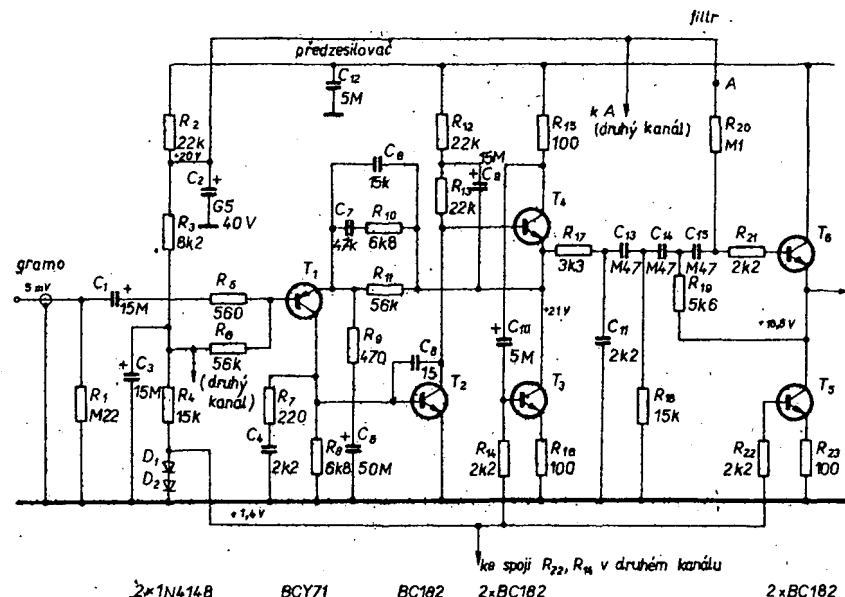 filtr
předzesilovač
C12
5M
A
k A
(druhý kanál)
R2
22k
+20V
C2 +
G5
40V
R3
8k2
R12
22k
15M
+ C9
R13
22k
R15
100
R20
M1
C8
15k
C7
47k
R10
6k8
R11
56k
T4
R17
3k3
C13
M47
C14
M47
C15
M47
R21
2k2
T6
gramo
5mV
C1 +
15M
R5
560
T1
R6
56k
(druhý
kanál)
+ C3
15M
R1
M22
R4
15k
R9
470
C8
15
T2
+ C10
5M
+21V
T3
C11
2k2
R19
5k6
+18,8V
R18
15k
T5
D1
D2
R7
220
C4
2k2
R8
6k8
+ C6
50M
R14
2k2
R16
100
R22
2k2
R23
100
+1,4V
ke spoji R22, R14 v druhém kanálu
2×1N4148
BCY71
BC182
2×BC182
2×BC182